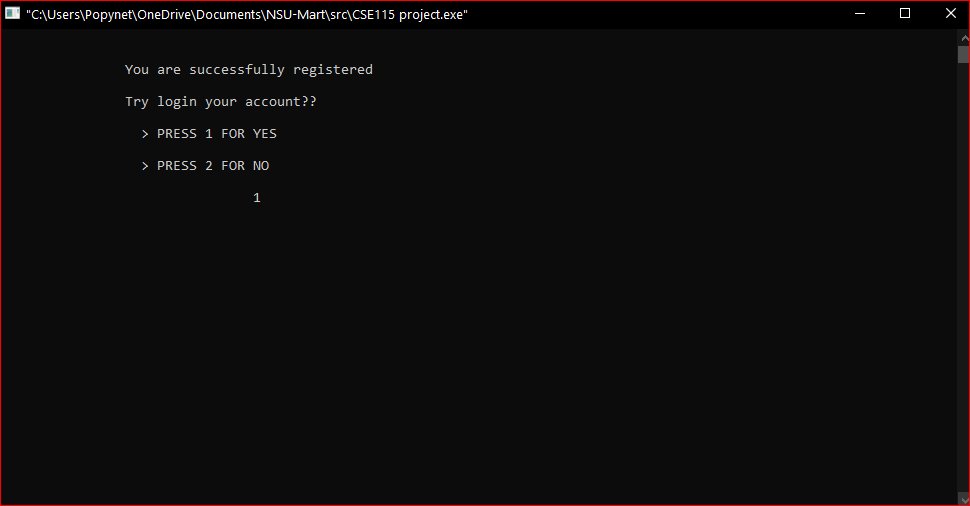 "C:\Users\Popynet\OneDrive\Documents\NSU-Mart\src\CSE115 project.exe"
You are successfully registered
Try login your account??
> PRESS 1 FOR YES
> PRESS 2 FOR NO
1